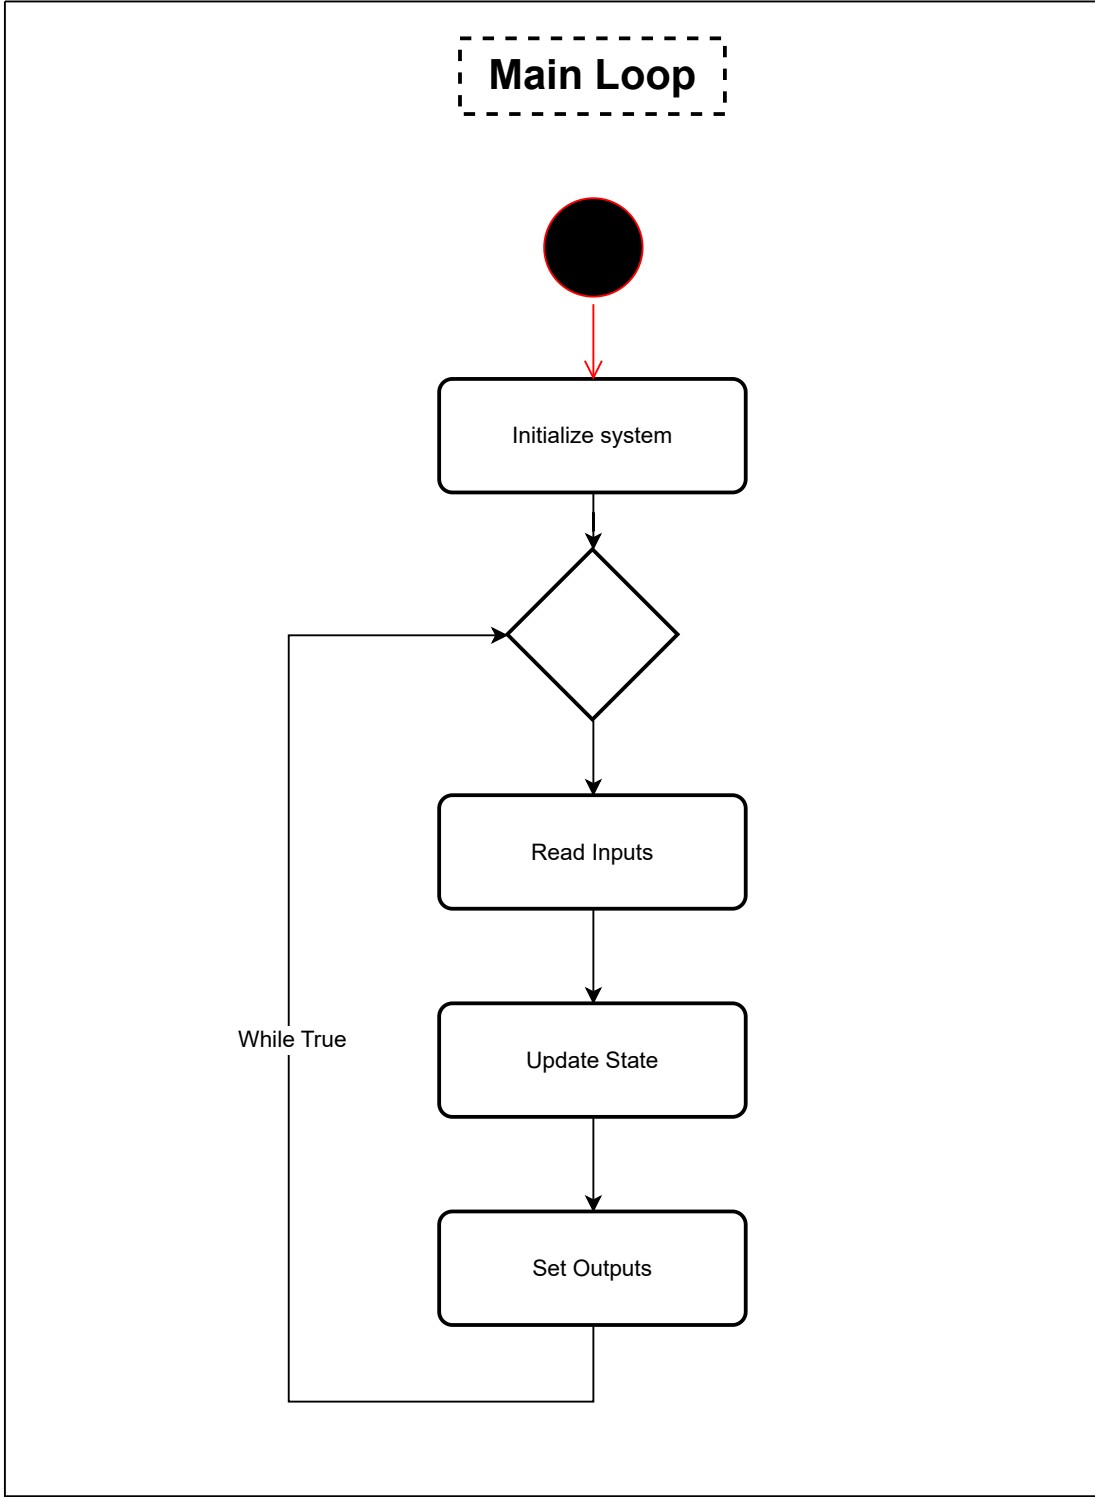 Main Loop
Initialize system
Read Inputs
While True
Update State
Set Outputs